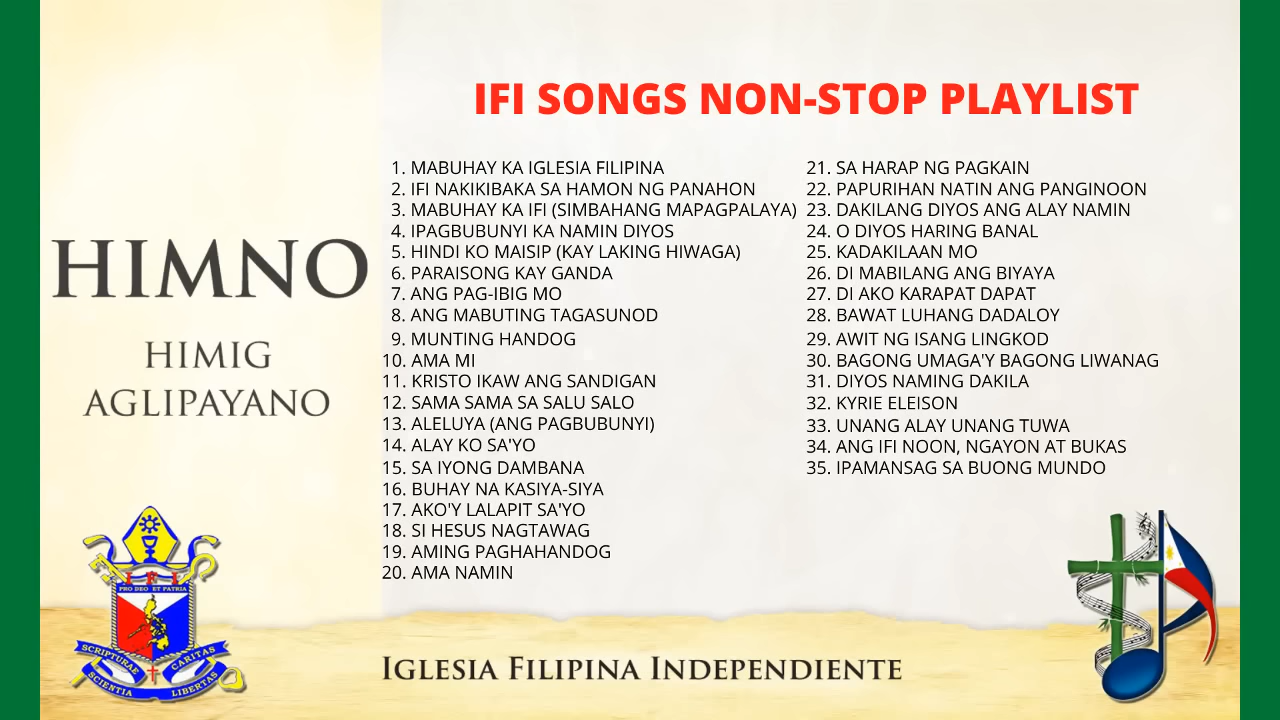 IFI SONGS NON-STOP PLAYLIST
HIMNO
HIMIG
AGLIPAYANO
1. MABUHAY KA IGLESIA FILIPINA
2. IFI NAKIKIBAKA SA HAMON NG PANAHON
3. MABUHAY KA IFI (SIMBAHANG MAPAGPALAYA)
4. IPAGBUBUNYI KA NAMIN DIYOS
5. HINDI KO MAISIP (KAY LAKING HIWAGA)
6. PARAISONG KAY GANDA
7. ANG PAG-IBIG MO
8. ANG MABUTING TAGASUNOD
9. MUNTING HANDOG
10. AMA MI
11. KRISTO IKAW ANG SANDIGAN
12. SAMA SAMA SA SALU SALO
13. ALELUYA (ANG PAGBUBUNYI)
14. ALAY KO SA'YO
15. SA IYONG DAMBANA
16. BUHAY NA KASIYA-SIYA
17. AKO'Y LALAPIT SA'YO
18. SI HESUS NAGTAWAG
19. AMING PAGHAHANDOG
20. AMA NAMIN
21. SA HARAP NG PAGKAIN
22. PAPURIHAN NATIN ANG PANGINOON
23. DAKILANG DIYOS ANG ALAY NAMIN
24. O DIYOS HARING BANAL
25. KADAKILAAN MO
26. DI MABILANG ANG BIYAYA
27. DI AKO KARAPAT DAPAT
28. BAWAT LUHANG DADALOY
29. AWIT NG ISANG LINGKOD
30. BAGONG UMAGA'Y BAGONG LIWANAG
31. DIYOS NAMING DAKILA
32. KYRIE ELEISON
33. UNANG ALAY UNANG TUWA
34. ANG IFI NOON, NGAYON AT BUKAS
35. IPAMANSAG SA BUONG MUNDO
I F I
PRO DEO ET PATRIA
SCRIPTURAE CARITAS
SCIENTIA LIBERTAS
IGLESIA FILIPINA INDEPENDIENTE